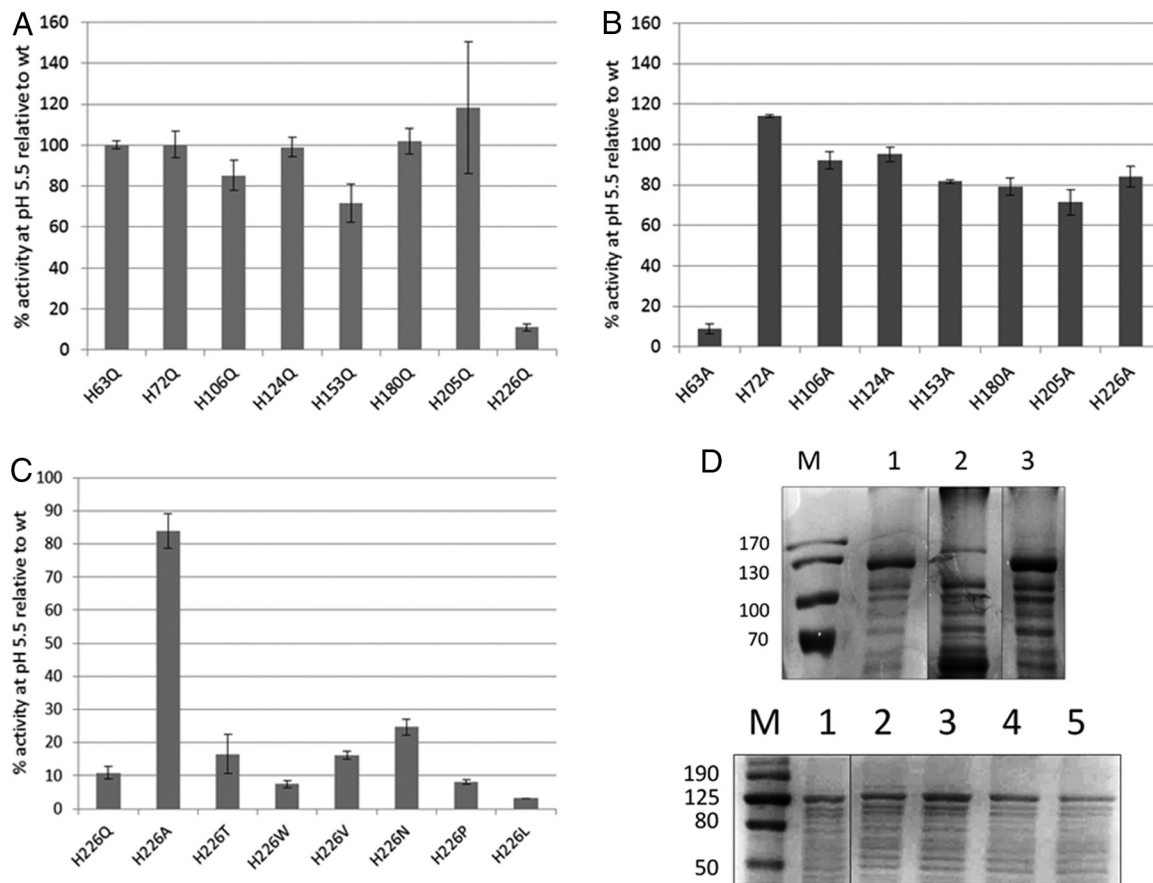 A
% activity at pH 5.5 relative to wt
160
140
120
100
80
60
40
20
0
H63Q
H72Q
H106Q
H124Q
H153Q
H180Q
H205Q
H226Q
B
% activity at pH 5.5 relative to wt
160
140
120
100
80
60
40
20
0
H63A
H72A
H106A
H124A
H153A
H180A
H205A
H226A
C
% activity at pH 5.5 relative to wt
100
90
80
70
60
50
40
30
20
10
0
H226Q
H226A
H226T
H226W
H226V
H226N
H226P
H226L
D
M 1 2 3
170
130
100
70
M 1 2 3 4 5
190
125
80
50